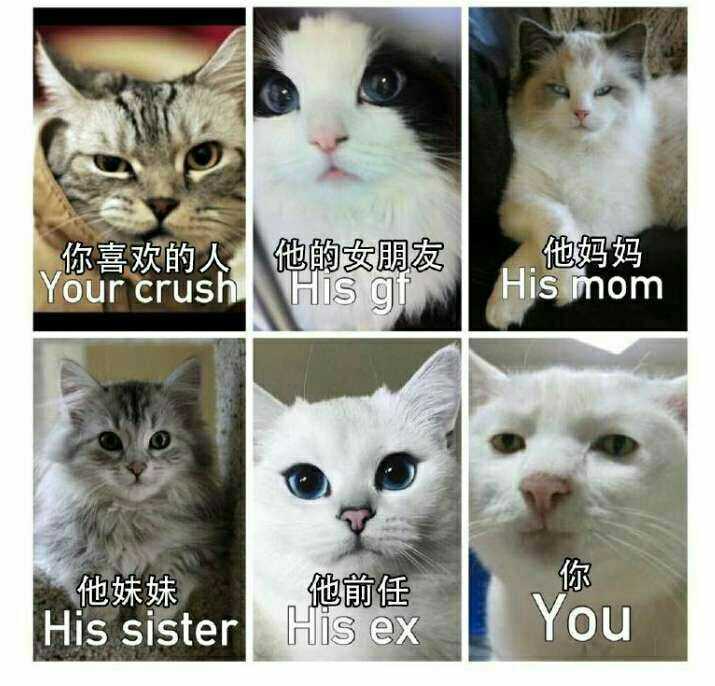 你喜欢的人
Your crush
他的女朋友
His gf
他妈妈
His mom
他妹妹
His sister
他前任
His ex
你
You